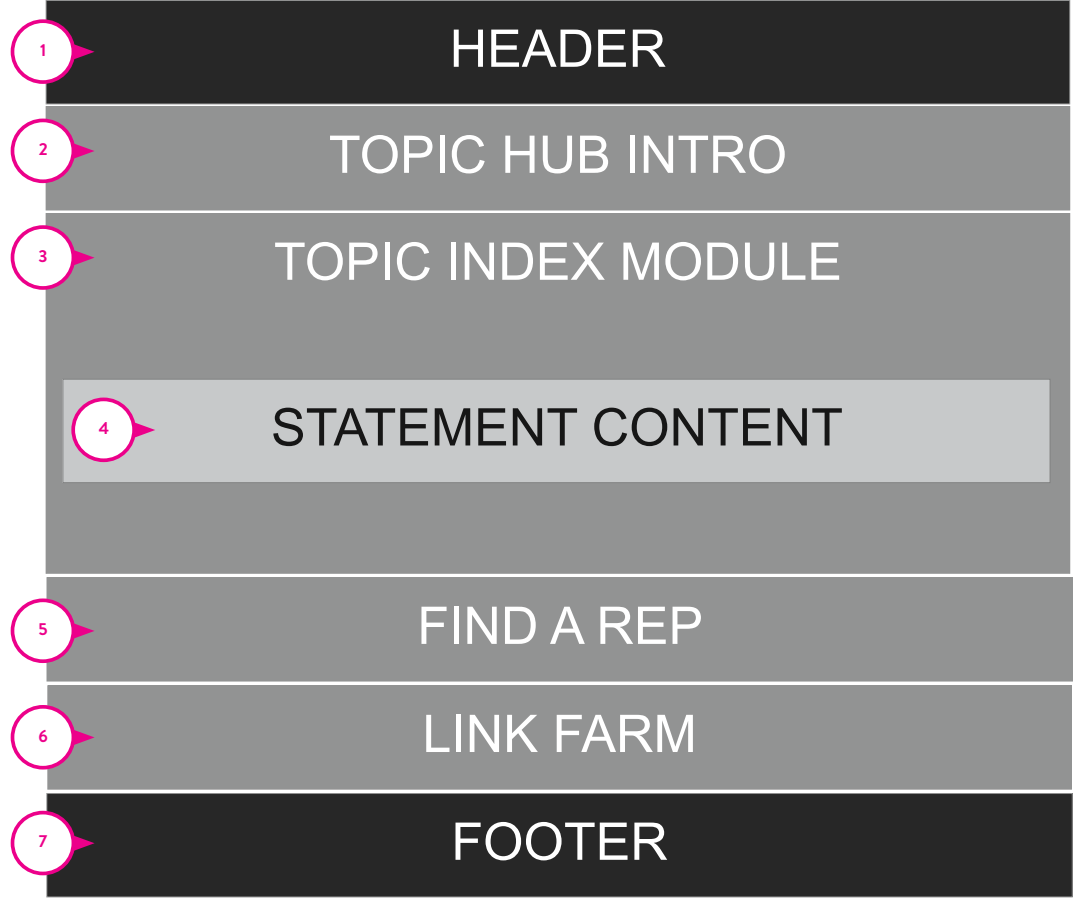 1
HEADER
2
TOPIC HUB INTRO
3
TOPIC INDEX MODULE
4
STATEMENT CONTENT
5
FIND A REP
6
LINK FARM
7
FOOTER